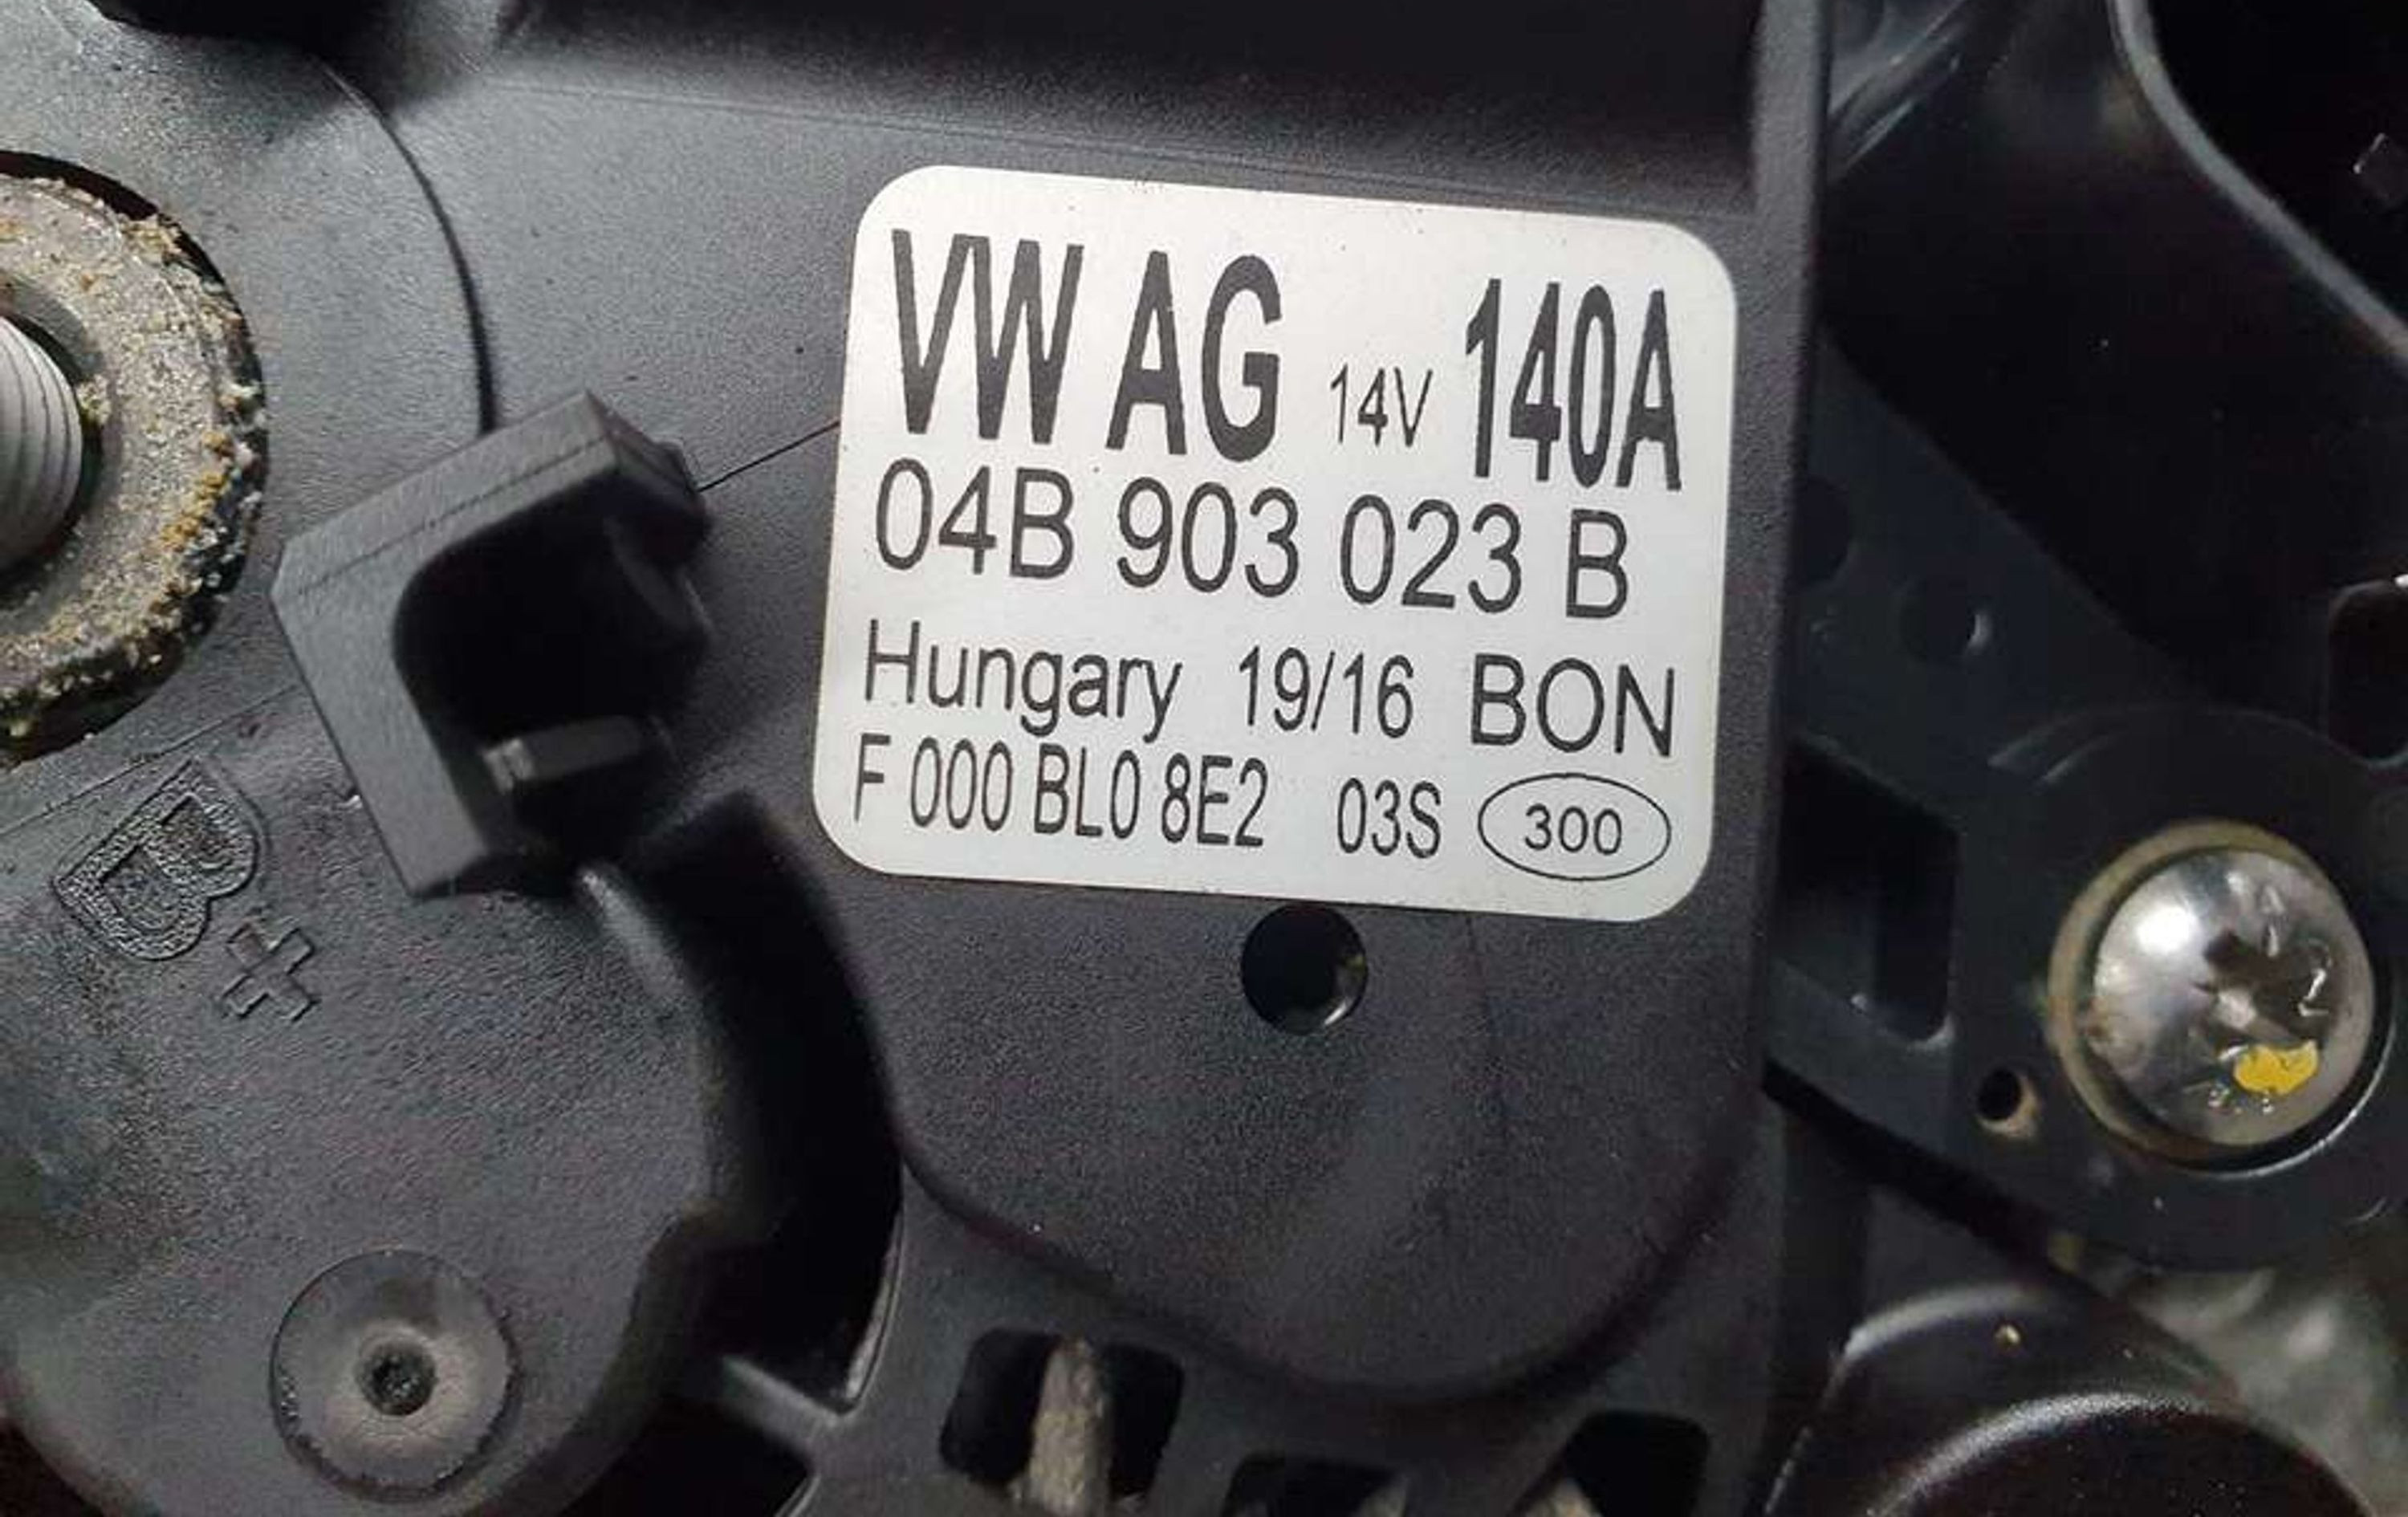 VW AG 14V 140A
04B 903 023 B
Hungary 19/16 BON
F 000 BL0 8E2 03S 300
B+